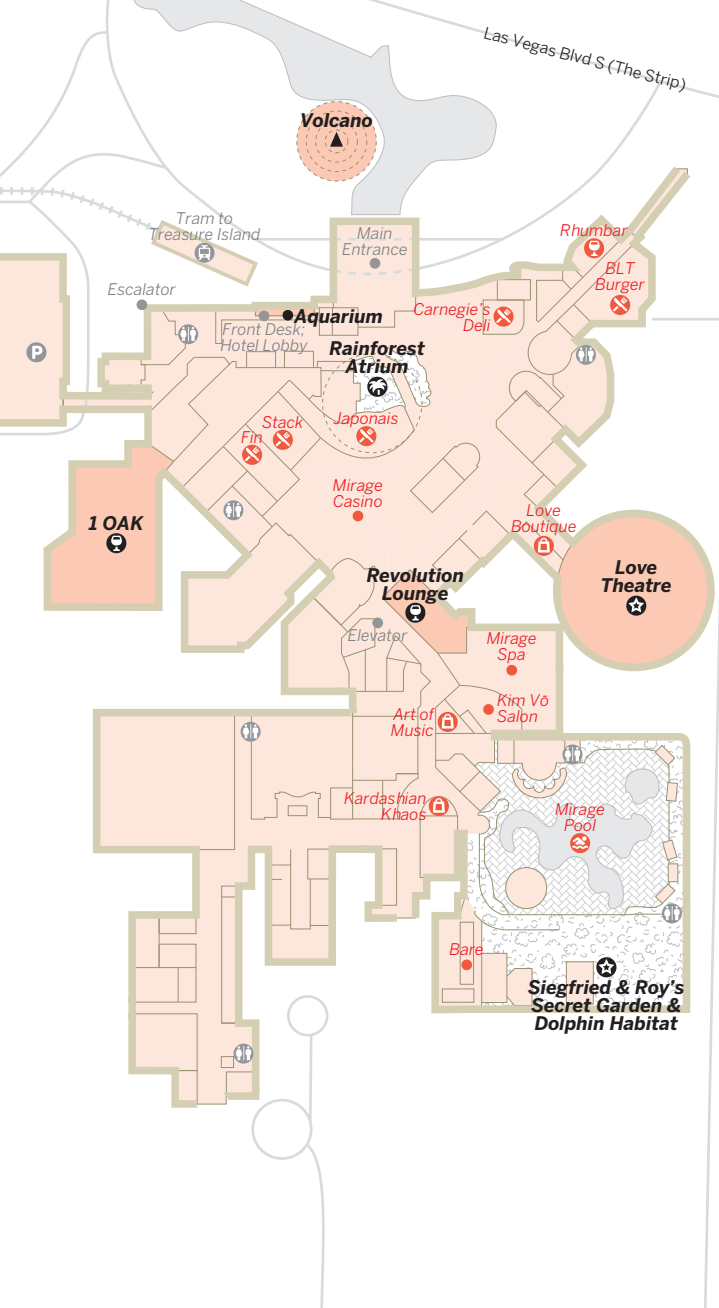 Las Vegas Blvd S (The Strip)
Volcano
Tram to
Treasure Island
Main
Entrance
Rhumbar
BLT
Burger
Escalator
Carnegie's
Deli
Aquarium
Front Desk;
Hotel Lobby
Rainforest
Atrium
P
Japonais
Stack
Fin
Mirage
Casino
1 OAK
Love
Boutique
Love
Theatre
Revolution
Lounge
Elevator
Mirage
Spa
Kim Vō
Salon
Art of
Music
Kardashian
Khaos
Mirage
Pool
Bare
Siegfried & Roy's
Secret Garden &
Dolphin Habitat